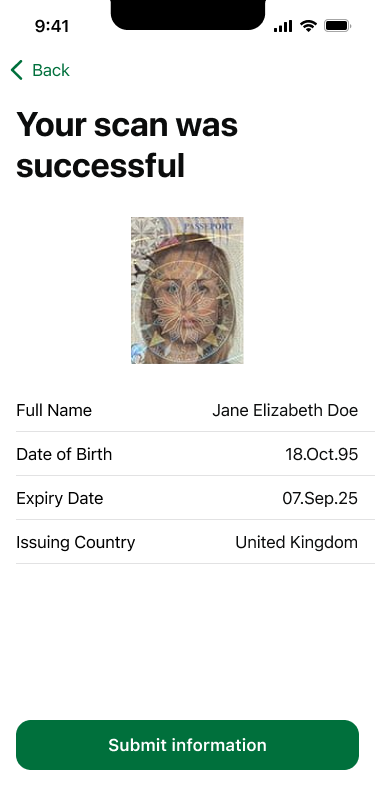 9:41
Back
Your scan was
successful
PASSEPORT
Full Name Jane Elizabeth Doe
Date of Birth 18.Oct.95
Expiry Date 07.Sep.25
Issuing Country United Kingdom
Submit information